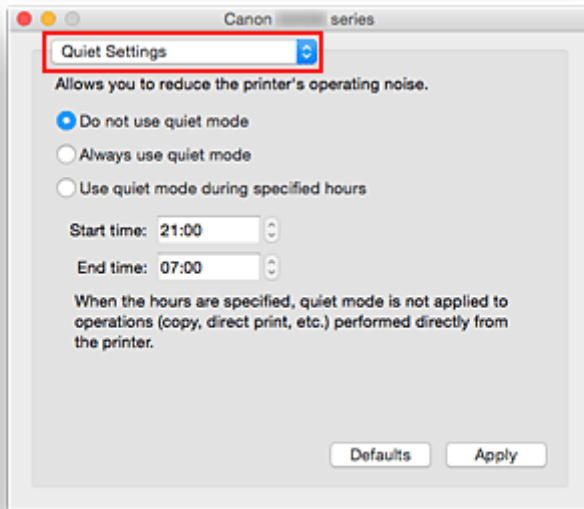 Canon series
Quiet Settings
Allows you to reduce the printer's operating noise.
Do not use quiet mode
Always use quiet mode
Use quiet mode during specified hours
Start time: 21:00
End time: 07:00
When the hours are specified, quiet mode is not applied to
operations (copy, direct print, etc.) performed directly from
the printer.
Defaults Apply